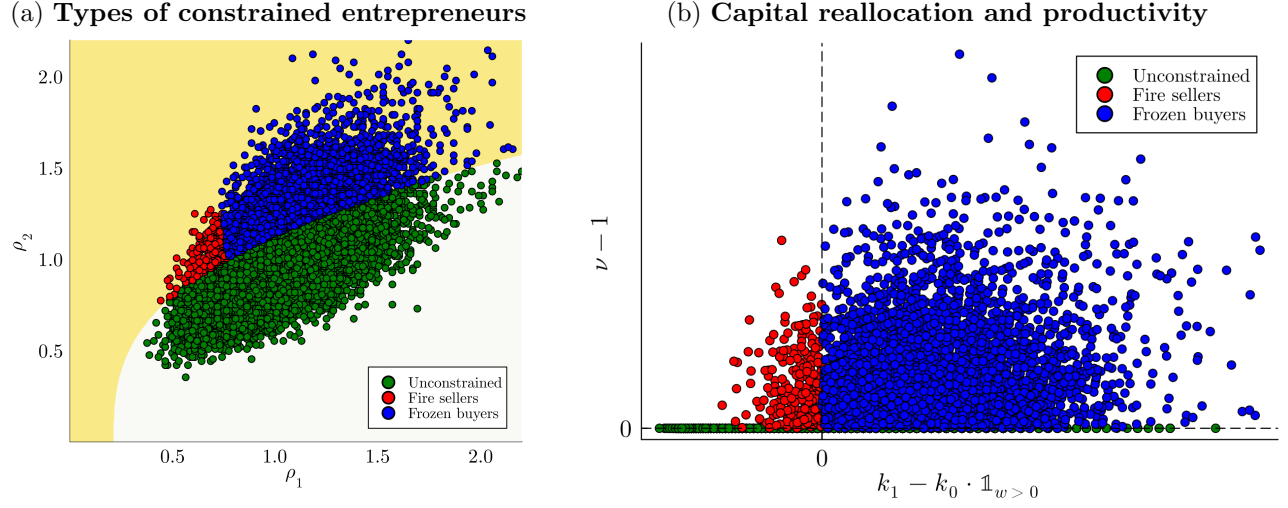 (a) Types of constrained entrepreneurs
2.0
1.5
1.0
0.5
ρ₂
0.5 1.0 1.5 2.0
ρ₁
Unconstrained
Fire sellers
Frozen buyers
(b) Capital reallocation and productivity
Unconstrained
Fire sellers
Frozen buyers
ν − 1
0
0
k₁ − k₀ · 𝟙_{w > 0}